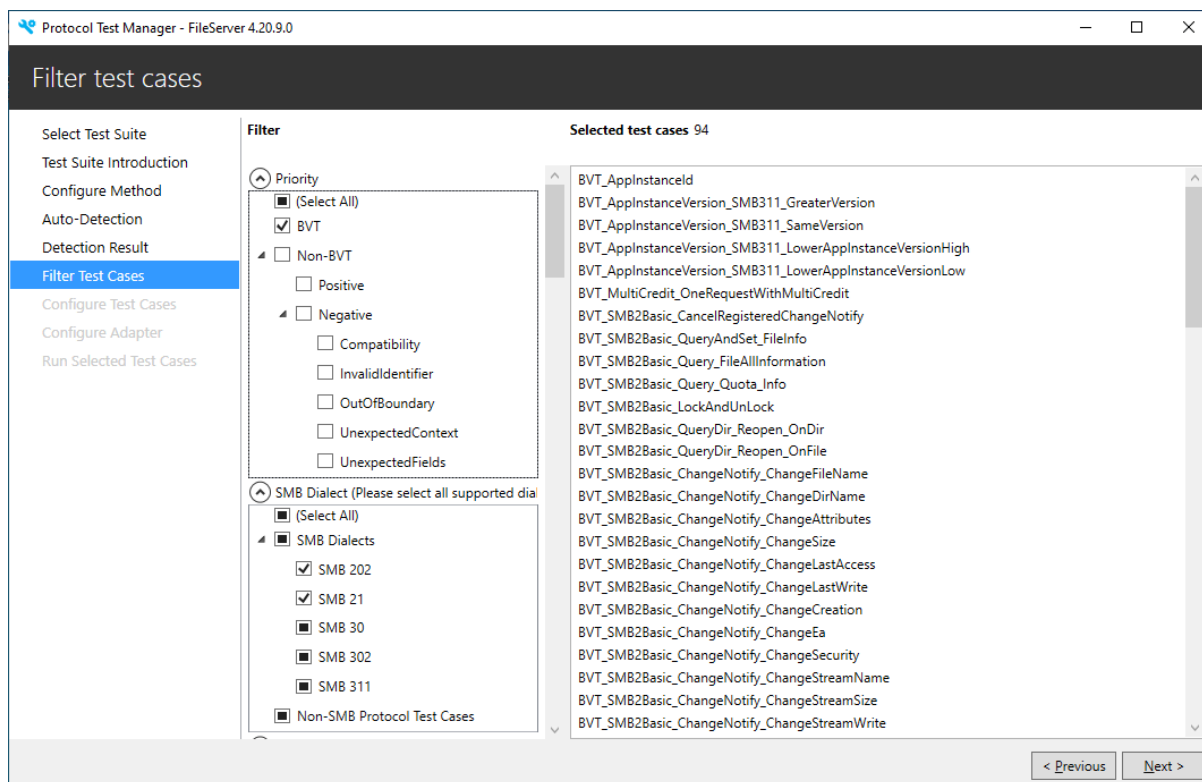 Protocol Test Manager - FileServer 4.20.9.0
Filter test cases
Select Test Suite
Test Suite Introduction
Configure Method
Auto-Detection
Detection Result
Filter Test Cases
Configure Test Cases
Configure Adapter
Run Selected Test Cases
Filter
Priority
(Select All)
BVT
Non-BVT
Positive
Negative
Compatibility
InvalidIdentifier
OutOfBoundary
UnexpectedContext
UnexpectedFields
SMB Dialect (Please select all supported dial
(Select All)
SMB Dialects
SMB 202
SMB 21
SMB 30
SMB 302
SMB 311
Non-SMB Protocol Test Cases
Selected test cases 94
BVT_AppInstanceId
BVT_AppInstanceVersion_SMB311_GreaterVersion
BVT_AppInstanceVersion_SMB311_SameVersion
BVT_AppInstanceVersion_SMB311_LowerAppInstanceVersionHigh
BVT_AppInstanceVersion_SMB311_LowerAppInstanceVersionLow
BVT_MultiCredit_OneRequestWithMultiCredit
BVT_SMB2Basic_CancelRegisteredChangeNotify
BVT_SMB2Basic_QueryAndSet_FileInfo
BVT_SMB2Basic_Query_FileAllInformation
BVT_SMB2Basic_Query_Quota_Info
BVT_SMB2Basic_LockAndUnLock
BVT_SMB2Basic_QueryDir_Reopen_OnDir
BVT_SMB2Basic_QueryDir_Reopen_OnFile
BVT_SMB2Basic_ChangeNotify_ChangeFileName
BVT_SMB2Basic_ChangeNotify_ChangeDirName
BVT_SMB2Basic_ChangeNotify_ChangeAttributes
BVT_SMB2Basic_ChangeNotify_ChangeSize
BVT_SMB2Basic_ChangeNotify_ChangeLastAccess
BVT_SMB2Basic_ChangeNotify_ChangeLastWrite
BVT_SMB2Basic_ChangeNotify_ChangeCreation
BVT_SMB2Basic_ChangeNotify_ChangeEa
BVT_SMB2Basic_ChangeNotify_ChangeSecurity
BVT_SMB2Basic_ChangeNotify_ChangeStreamName
BVT_SMB2Basic_ChangeNotify_ChangeStreamSize
BVT_SMB2Basic_ChangeNotify_ChangeStreamWrite
< Previous
Next >